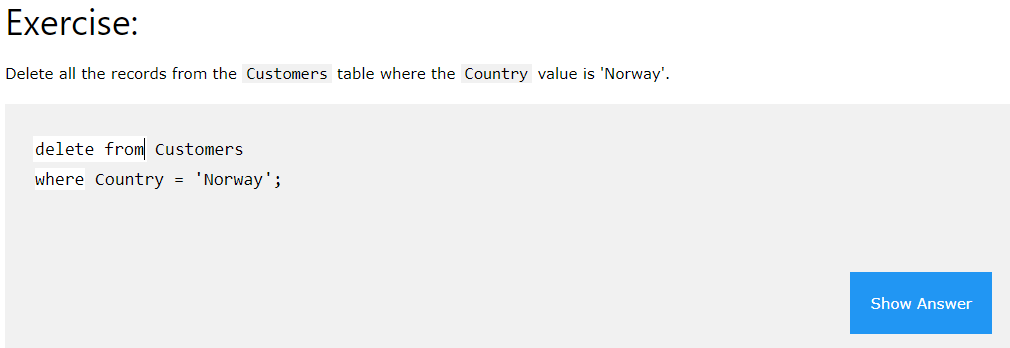 Exercise:
Delete all the records from the Customers table where the Country value is 'Norway'.
delete from Customers
where Country = 'Norway';
Show Answer